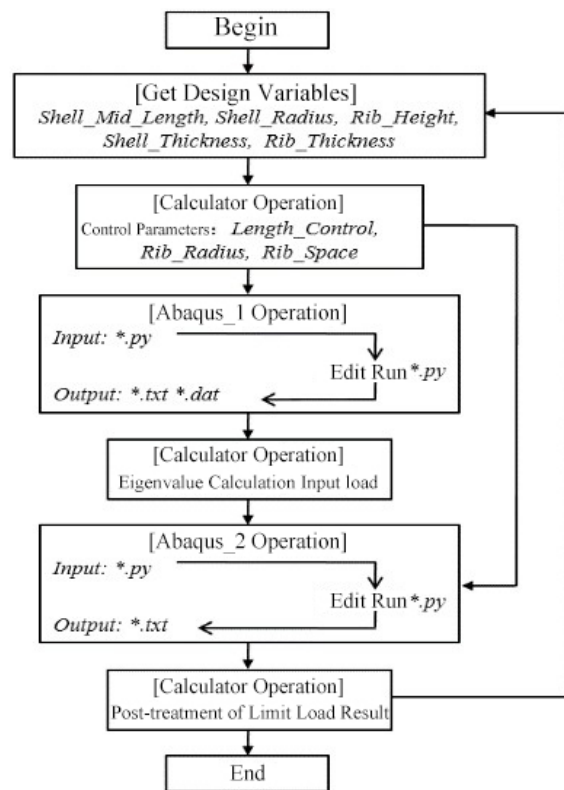 Begin
[Get Design Variables]
Shell_Mid_Length, Shell_Radius, Rib_Height,
Shell_Thickness, Rib_Thickness
[Calculator Operation]
Control Parameters： Length_Control,
Rib_Radius, Rib_Space
[Abaqus_1 Operation]
Input: *.py
Edit Run *.py
Output: *.txt *.dat
[Calculator Operation]
Eigenvalue Calculation Input load
[Abaqus_2 Operation]
Input: *.py
Edit Run *.py
Output: *.txt
[Calculator Operation]
Post-treatment of Limit Load Result
End